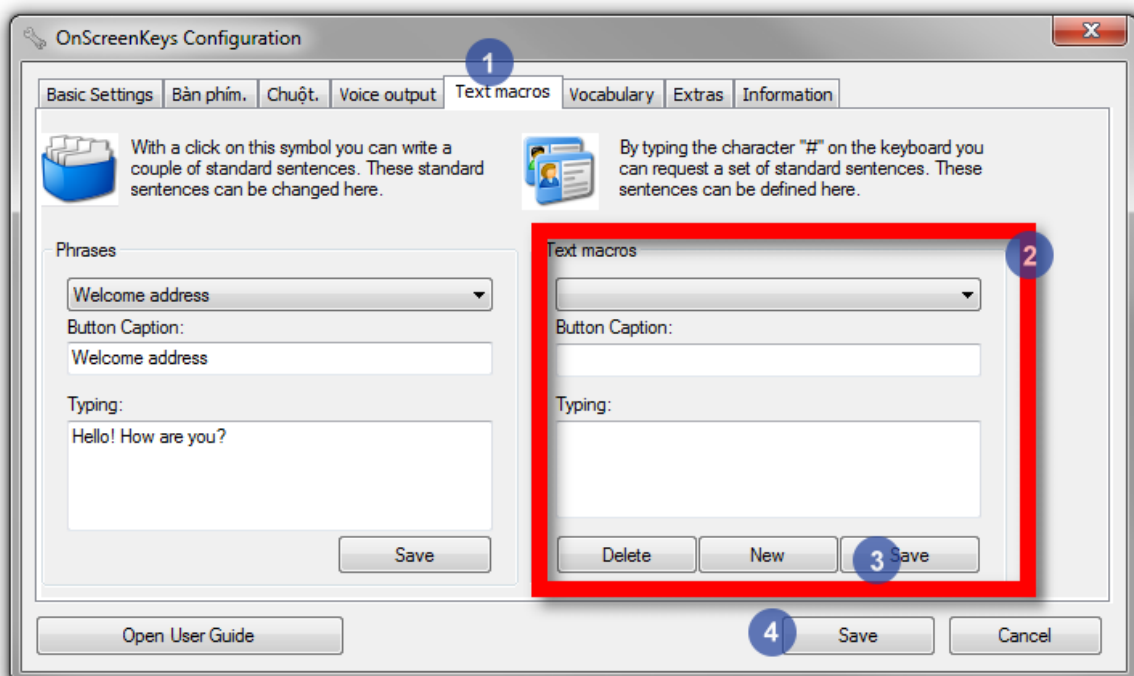 OnScreenKeys Configuration
1
Basic Settings Bàn phím. Chuột. Voice output Text macros Vocabulary Extras Information
With a click on this symbol you can write a
couple of standard sentences. These standard
sentences can be changed here.
By typing the character "#" on the keyboard you
can request a set of standard sentences. These
sentences can be defined here.
Phrases
Welcome address
Button Caption:
Welcome address
Typing:
Hello! How are you?
Save
Text macros
2
Button Caption:
Typing:
Delete New 3 Save
Open User Guide 4 Save Cancel